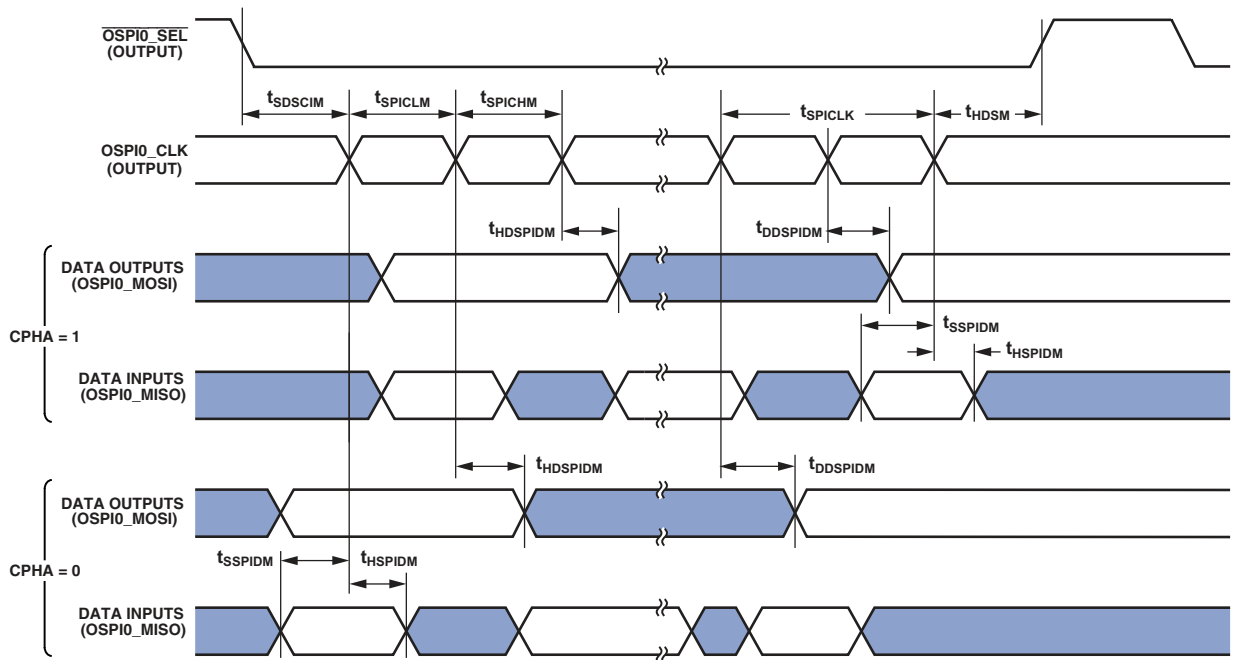 OSPI0_SEL
(OUTPUT)
tSDSCIM
tSPICLM
tSPICHM
tSPICLK
tHDSM
OSPI0_CLK
(OUTPUT)
tHDSPIDM
tDDSPIDM
DATA OUTPUTS
(OSPI0_MOSI)
CPHA = 1
tSSPIDM
tHSPIDM
DATA INPUTS
(OSPI0_MISO)
tHDSPIDM
tDDSPIDM
DATA OUTPUTS
(OSPI0_MOSI)
tSSPIDM
tHSPIDM
CPHA = 0
DATA INPUTS
(OSPI0_MISO)